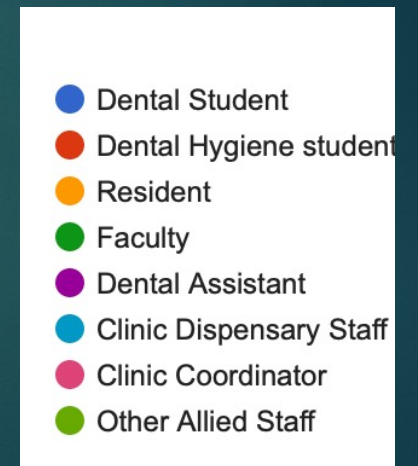 Dental Student
Dental Hygiene student
Resident
Faculty
Dental Assistant
Clinic Dispensary Staff
Clinic Coordinator
Other Allied Staff